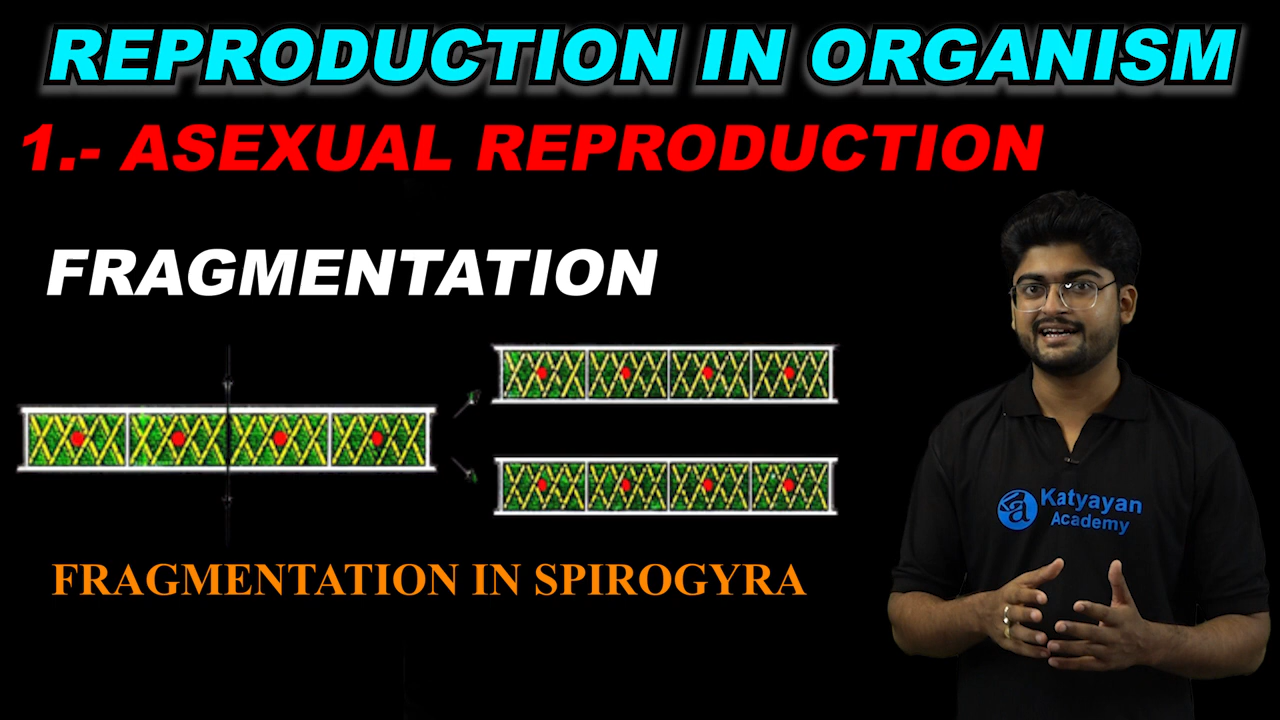 REPRODUCTION IN ORGANISM
1.- ASEXUAL REPRODUCTION
FRAGMENTATION
FRAGMENTATION IN SPIROGYRA
Katyayan
Academy